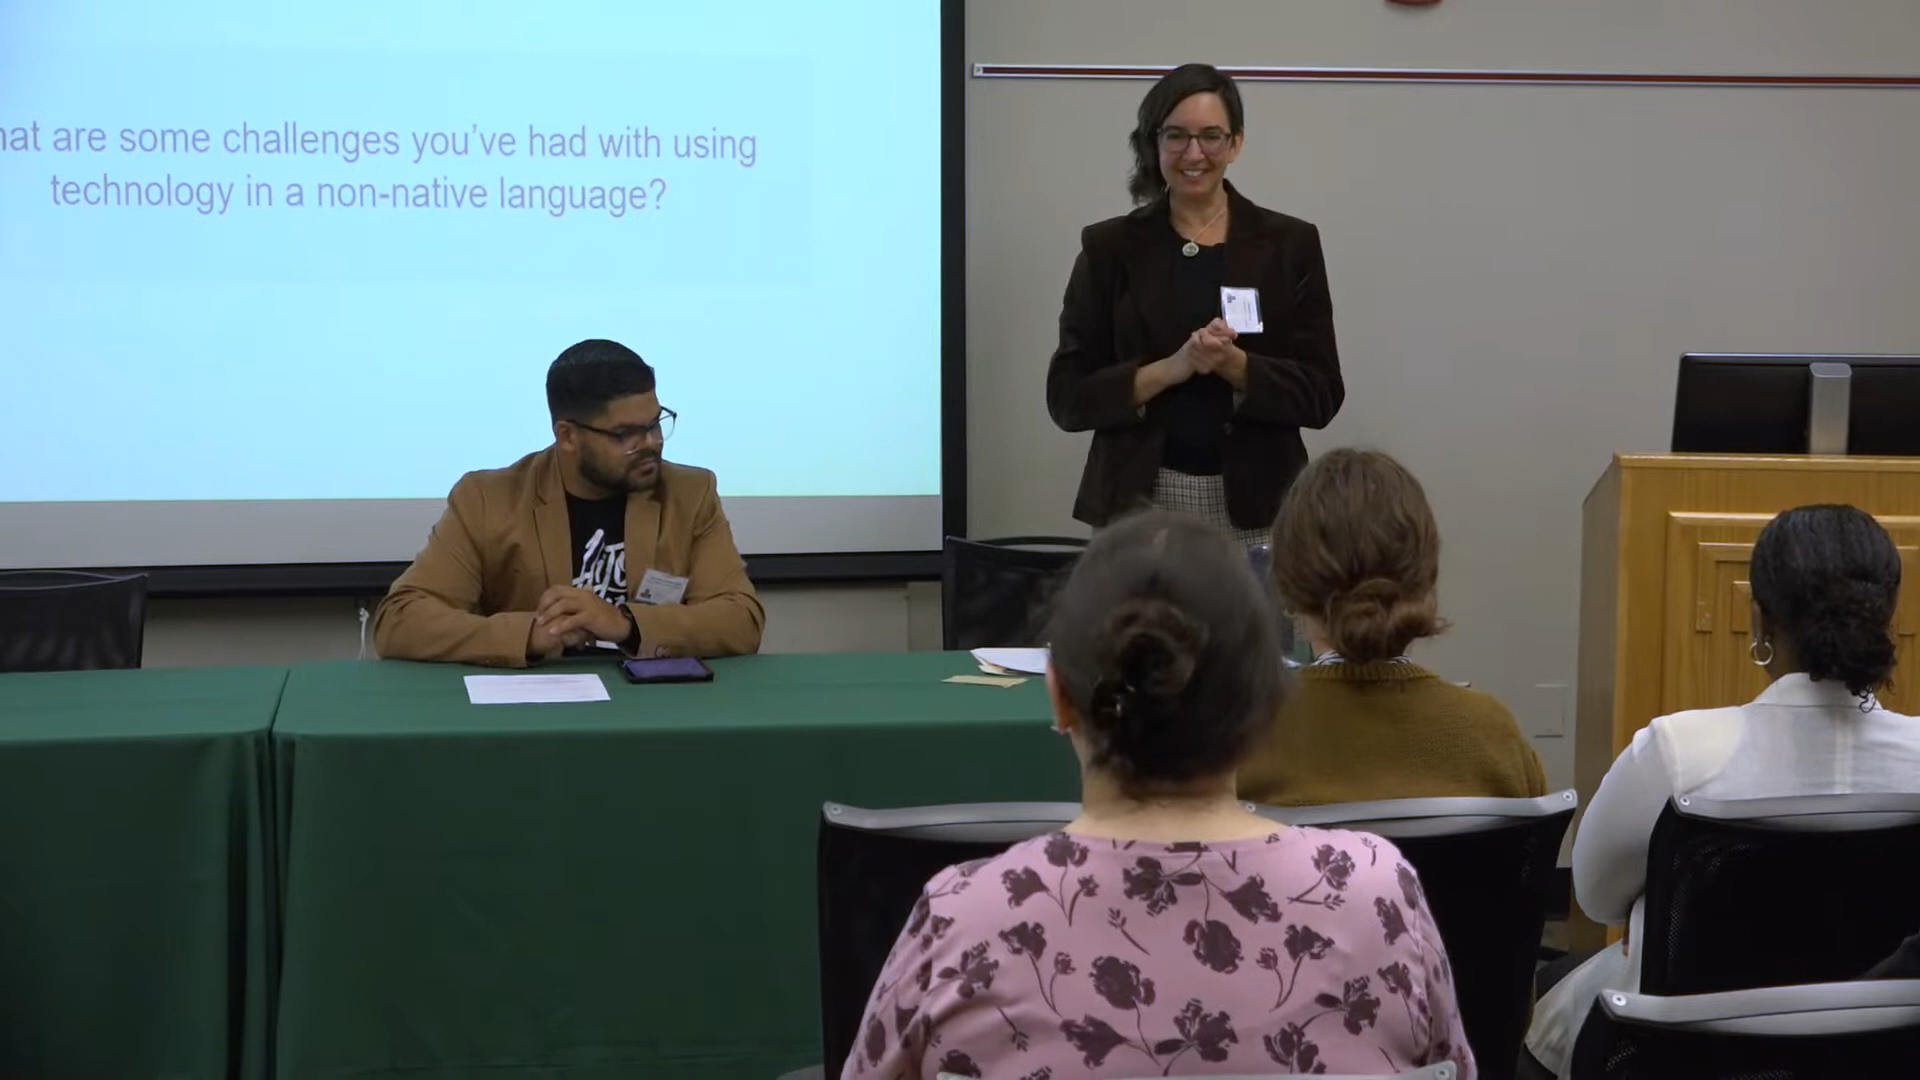 hat are some challenges you've had with using
technology in a non-native language?